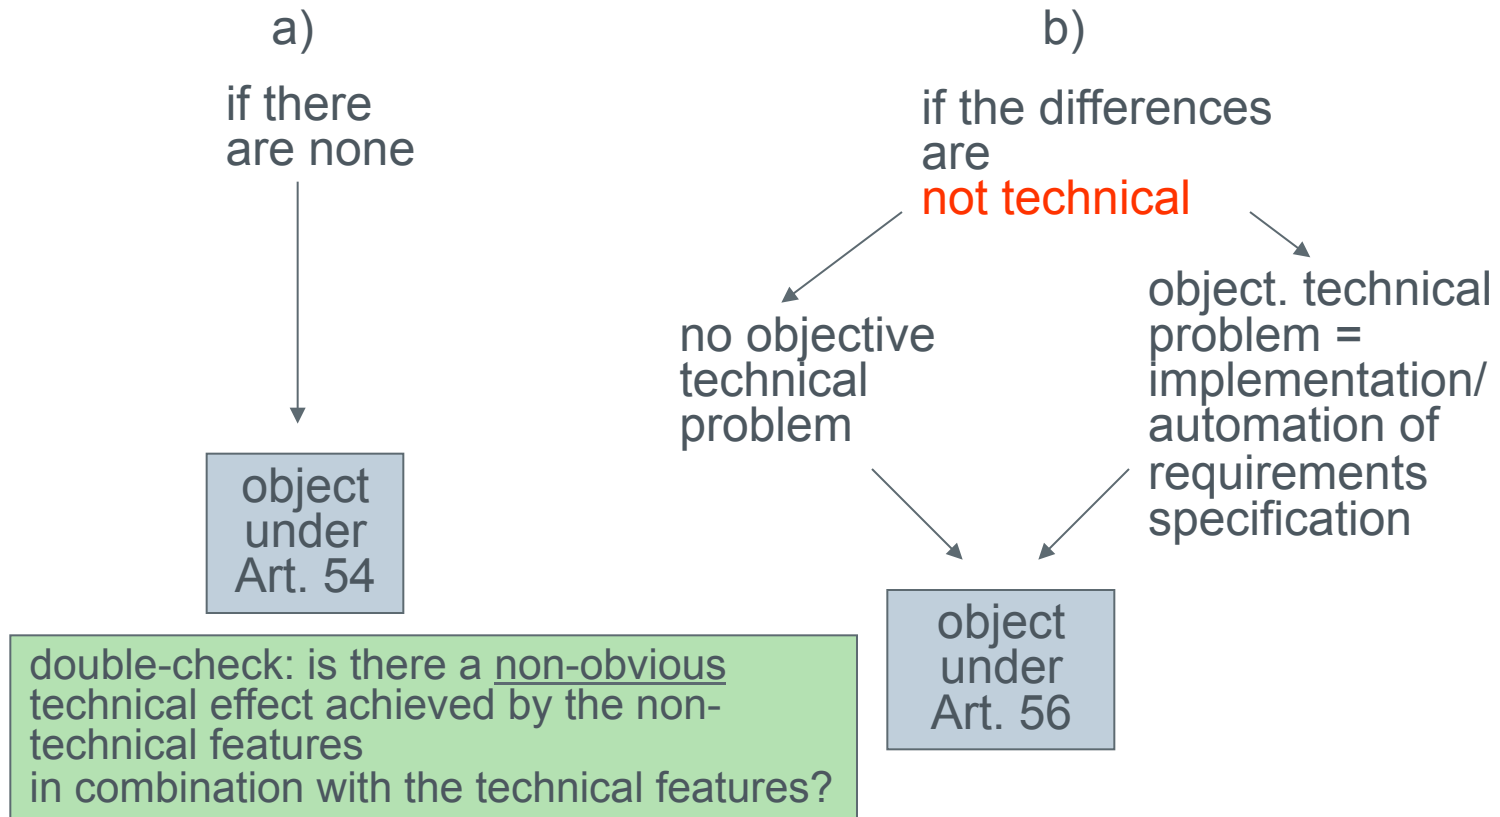 a)
if there
are none
object
under
Art. 54
b)
if the differences
are
not technical
no objective
technical
problem
object. technical
problem =
implementation/
automation of
requirements
specification
object
under
Art. 56
double-check: is there a non-obvious
technical effect achieved by the non-
technical features
in combination with the technical features?